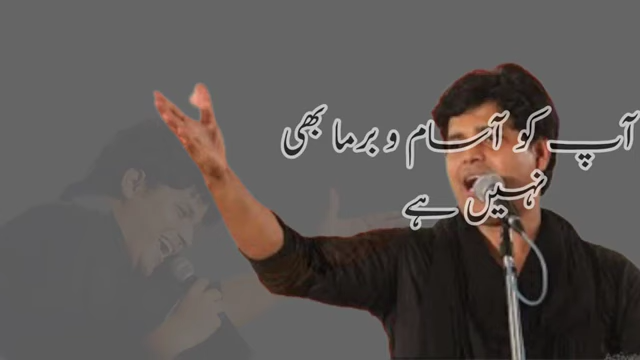 آپ کو آسام و برما بھی
نہیں ہے